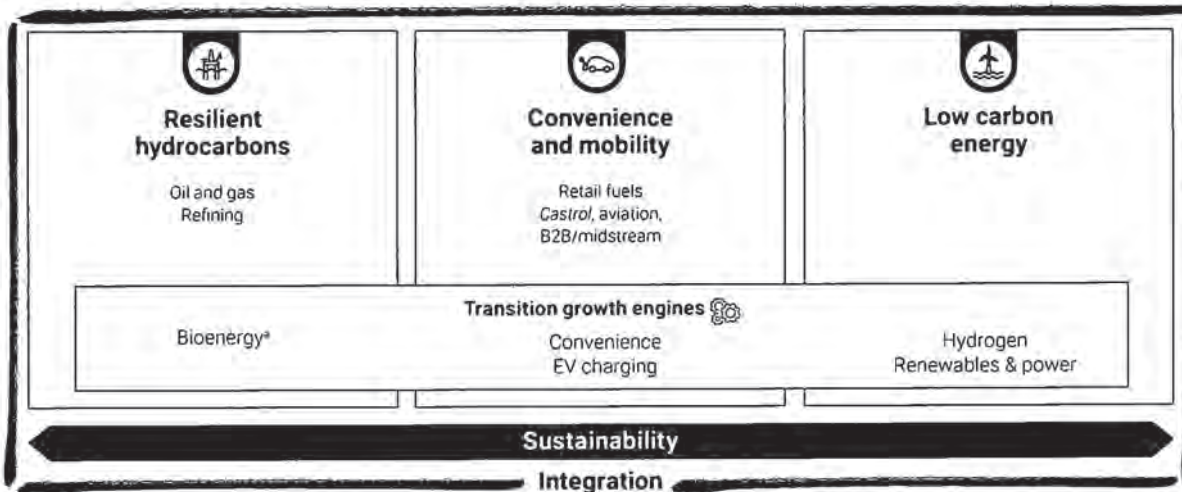 Resilient
hydrocarbons
Oil and gas
Refining
Convenience
and mobility
Retail fuels
Castrol, aviation,
B2B/midstream
Low carbon
energy
Transition growth engines
Bioenergyª
Convenience
EV charging
Hydrogen
Renewables & power
Sustainability
Integration